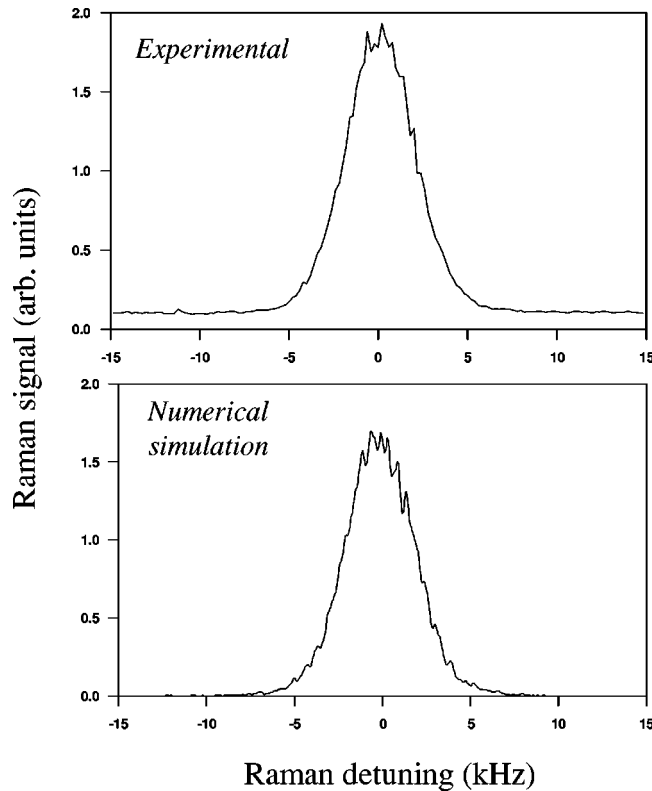 Raman signal (arb. units)
2.0
1.5
1.0
0.5
0.0
Experimental
-15 -10 -5 0 5 10 15
2.0
1.5
1.0
0.5
0.0
Numerical
simulation
-15 -10 -5 0 5 10 15
Raman detuning (kHz)